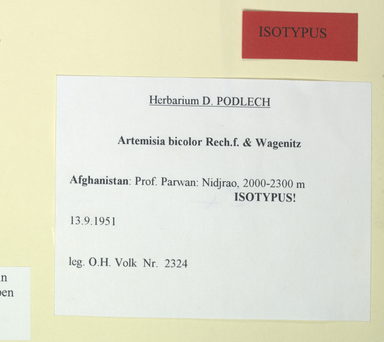 ISOTYPUS
Herbarium D. PODLECH
Artemisia bicolor Rech.f. & Wagenitz
Afghanistan: Prof. Parwan: Nidjrao, 2000-2300 m
ISOTYPUS!
13.9.1951
leg. O.H. Volk Nr. 2324